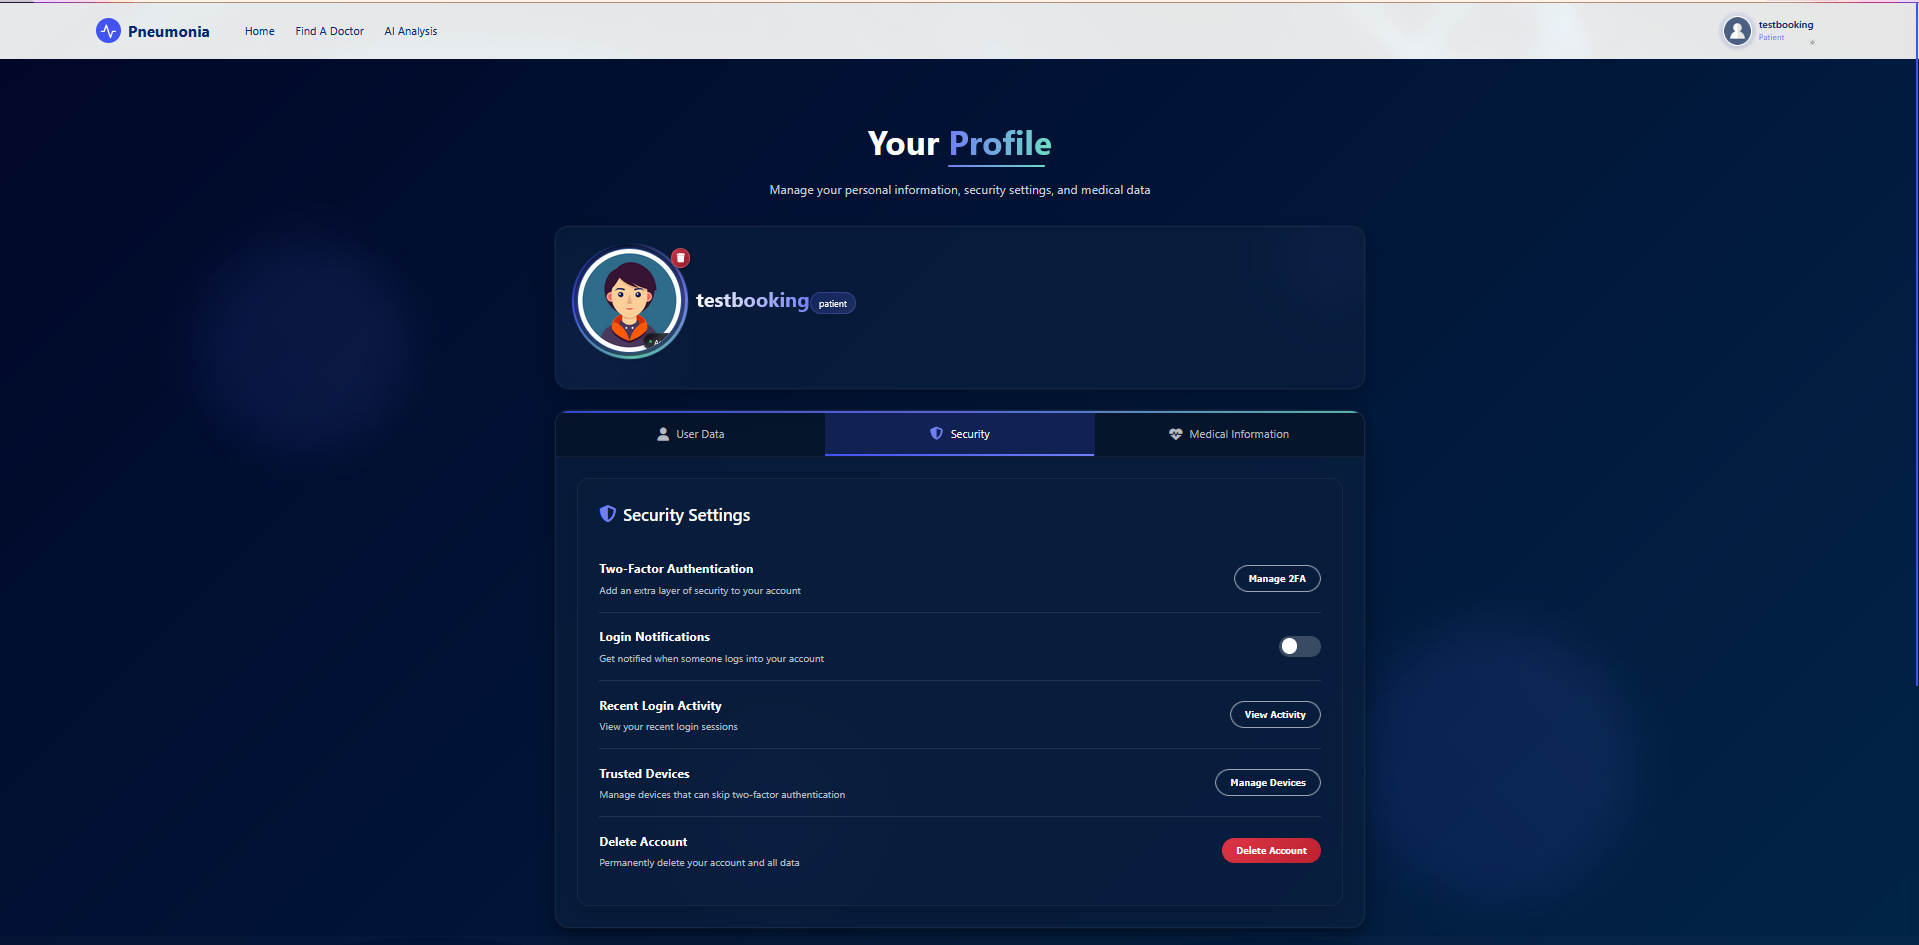 Pneumonia
Home
Find A Doctor
AI Analysis
testbooking
Patient
Your Profile
Manage your personal information, security settings, and medical data
testbooking
patient
User Data
Security
Medical Information
Security Settings
Two-Factor Authentication
Add an extra layer of security to your account
Manage 2FA
Login Notifications
Get notified when someone logs into your account
Recent Login Activity
View your recent login sessions
View Activity
Trusted Devices
Manage devices that can skip two-factor authentication
Manage Devices
Delete Account
Permanently delete your account and all data
Delete Account